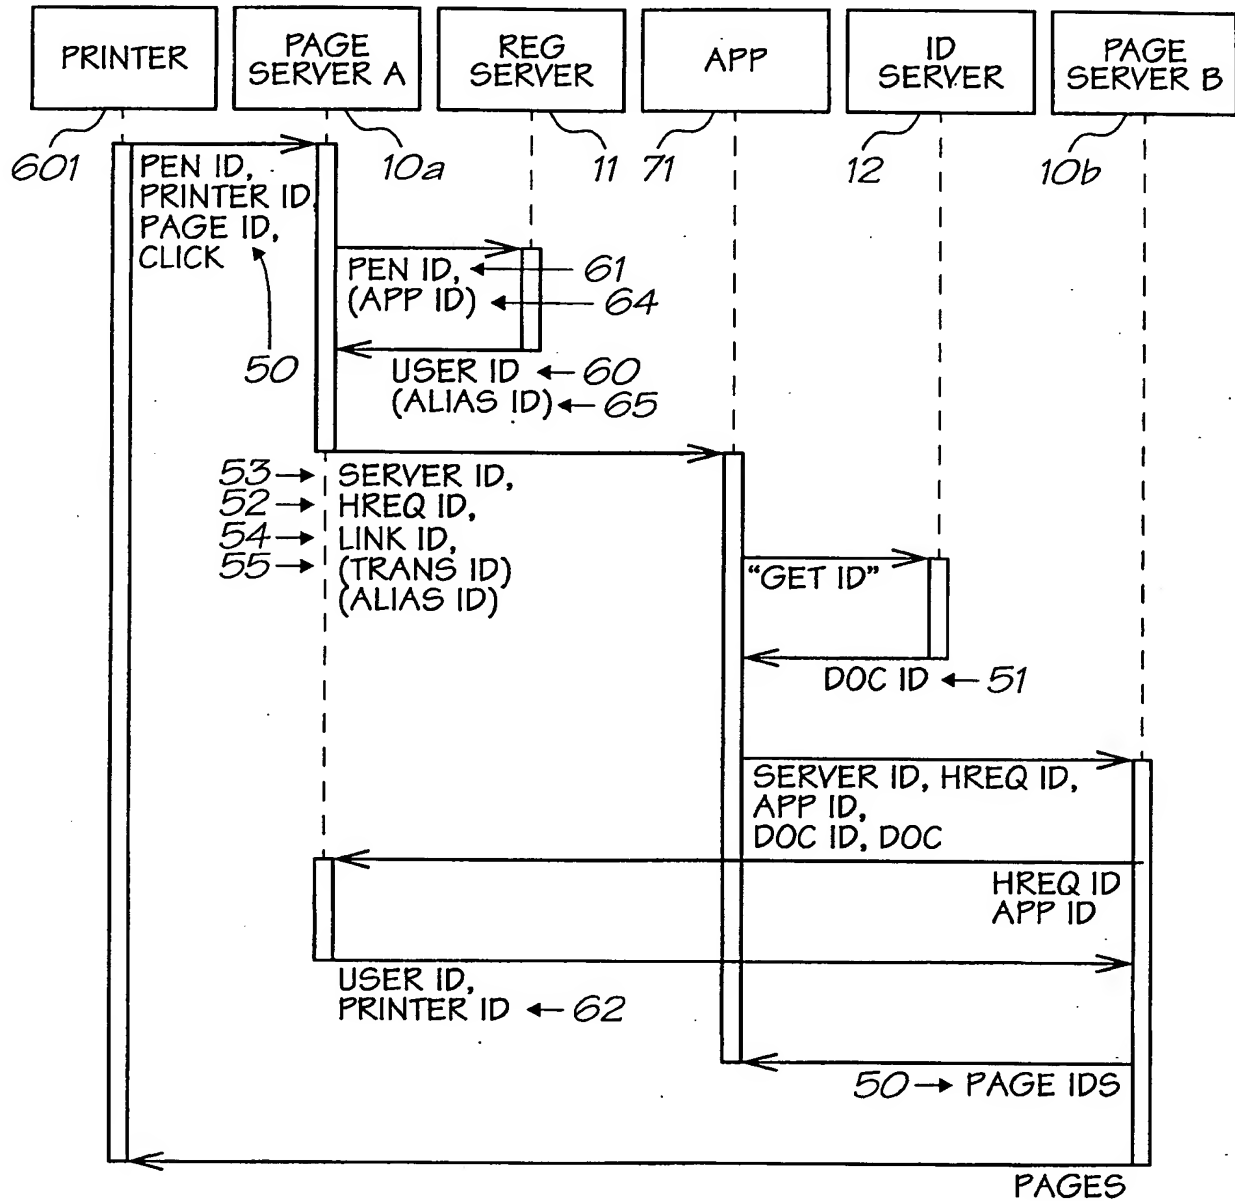 PRINTER
PAGE
SERVER A
REG
SERVER
APP
ID
SERVER
PAGE
SERVER B
601
10a
11
71
12
10b
PEN ID,
PRINTER ID
PAGE ID,
CLICK
50
PEN ID, 61
(APP ID) 64
USER ID 60
(ALIAS ID) 65
53 SERVER ID,
52 HREQ ID,
54 LINK ID,
55 (TRANS ID)
(ALIAS ID)
"GET ID"
DOC ID 51
SERVER ID, HREQ ID,
APP ID,
DOC ID, DOC
HREQ ID
APP ID
USER ID,
PRINTER ID 62
50 PAGE IDS
PAGES